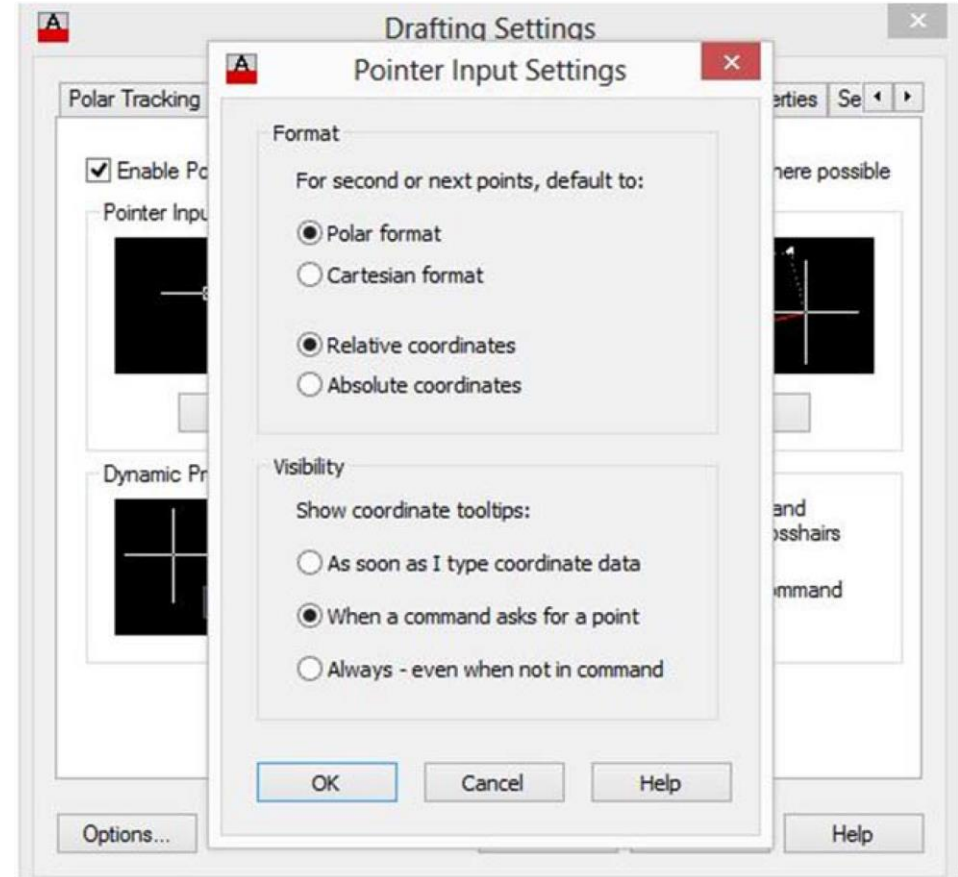 Drafting Settings
Pointer Input Settings
Polar Tracking
erties
Se
Format
Enable Po
here possible
For second or next points, default to:
Pointer Inpu
Polar format
Cartesian format
Relative coordinates
Absolute coordinates
Visibility
Dynamic Pr
Show coordinate tooltips:
and
osshairs
As soon as I type coordinate data
mmand
When a command asks for a point
Always - even when not in command
OK
Cancel
Help
Options...
Help